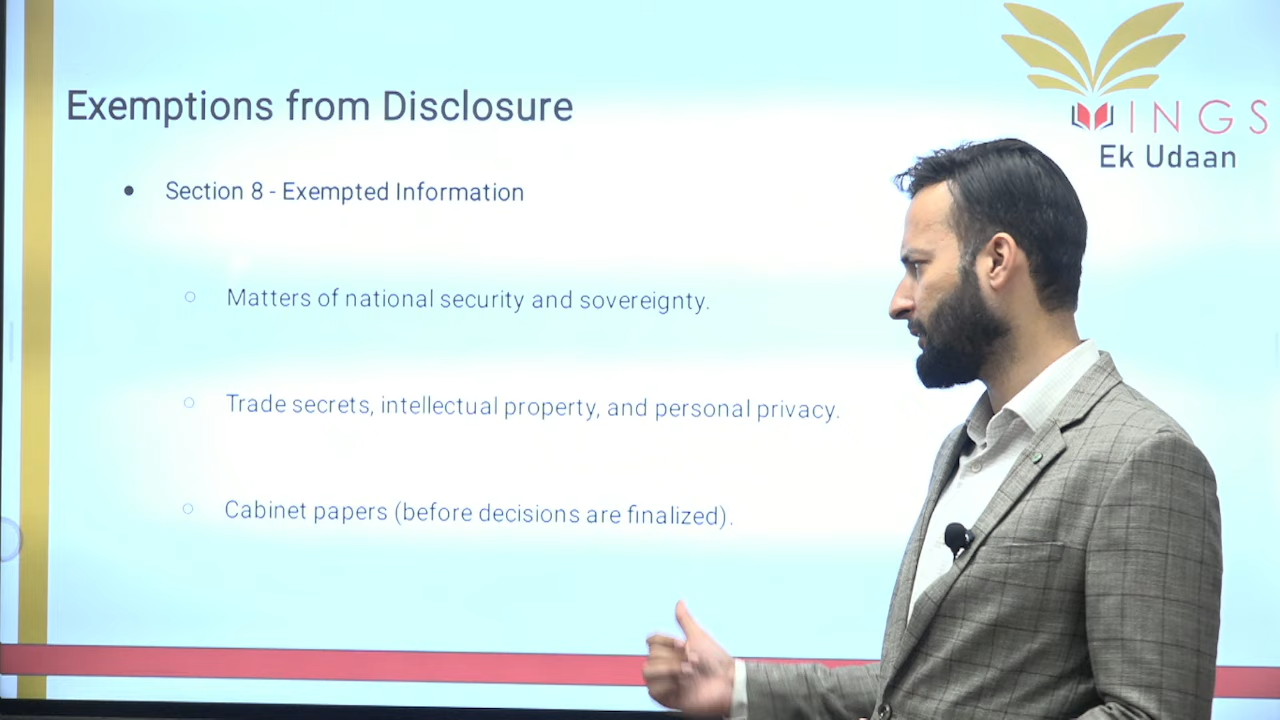 Exemptions from Disclosure
WINGS
Ek Udaan
● Section 8 - Exempted Information
○ Matters of national security and sovereignty.
○ Trade secrets, intellectual property, and personal privacy.
○ Cabinet papers (before decisions are finalized).